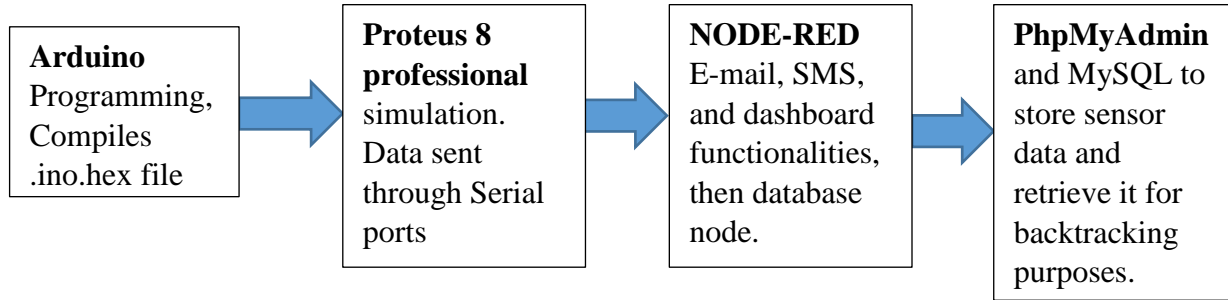 Arduino
Programming,
Compiles
.ino.hex file
Proteus 8
professional
simulation.
Data sent
through Serial
ports
NODE-RED
E-mail, SMS,
and dashboard
functionalities,
then database
node.
PhpMyAdmin
and MySQL to
store sensor
data and
retrieve it for
backtracking
purposes.